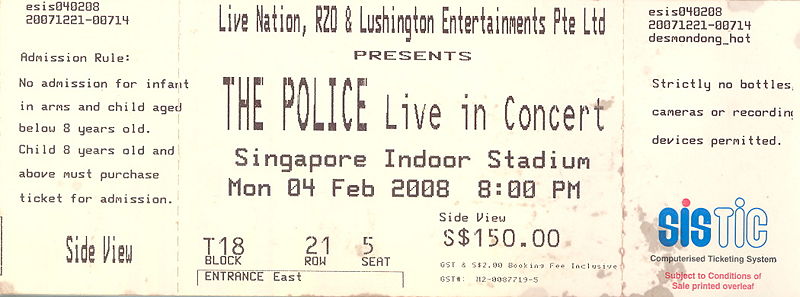 esis040208
20071221-00714
Admission Rule:
No admission for infant
in arms and child aged
below 8 years old.
Child 8 years old and
above must purchase
ticket for admission.
Side View
Live Nation, RZO & Lushington Entertainments Pte Ltd
PRESENTS
THE POLICE Live in Concert
Singapore Indoor Stadium
Mon 04 Feb 2008 8:00 PM
T18 21 5
BLOCK ROW SEAT
ENTRANCE East
Side View
S$150.00
GST & S$2.00 Booking Fee Inclusive
GST#: M2-0087719-5
esis040208
20071221-00714
desmondong_hot
Strictly no bottles,
cameras or recording
devices permitted.
SISTIC
Computerised Ticketing System
Subject to Conditions of
Sale printed overleaf